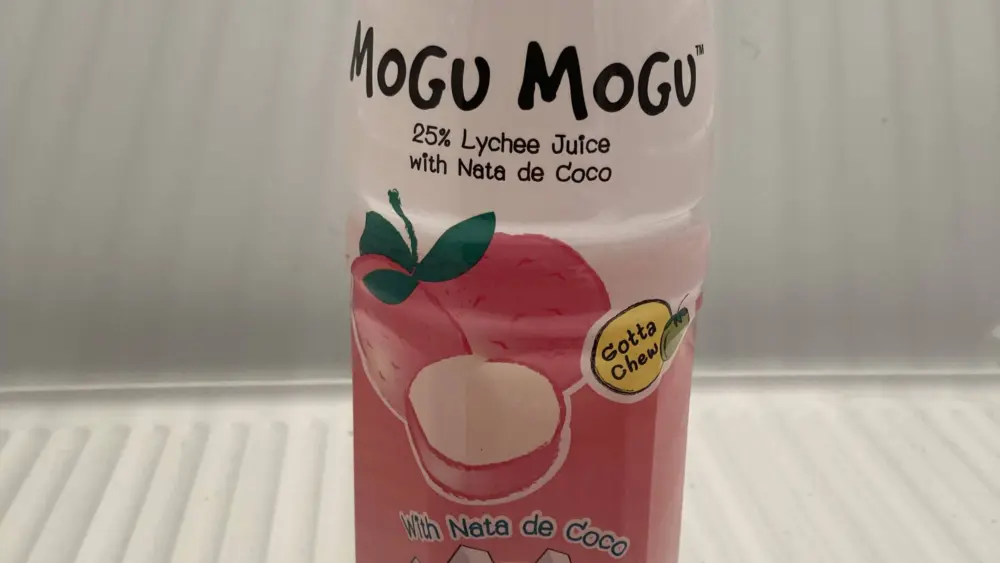 MOGU MOGU™
25% Lychee Juice
with Nata de Coco
Gotta
Chew
With Nata de Coco